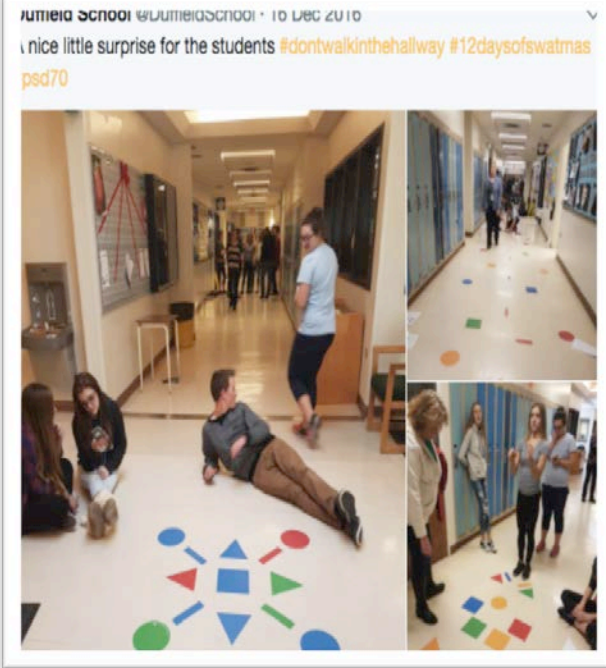 Duffield School @DuffieldSchool · 16 Dec 2016
A nice little surprise for the students #dontwalkinthehallway #12daysofswatmas
psd70